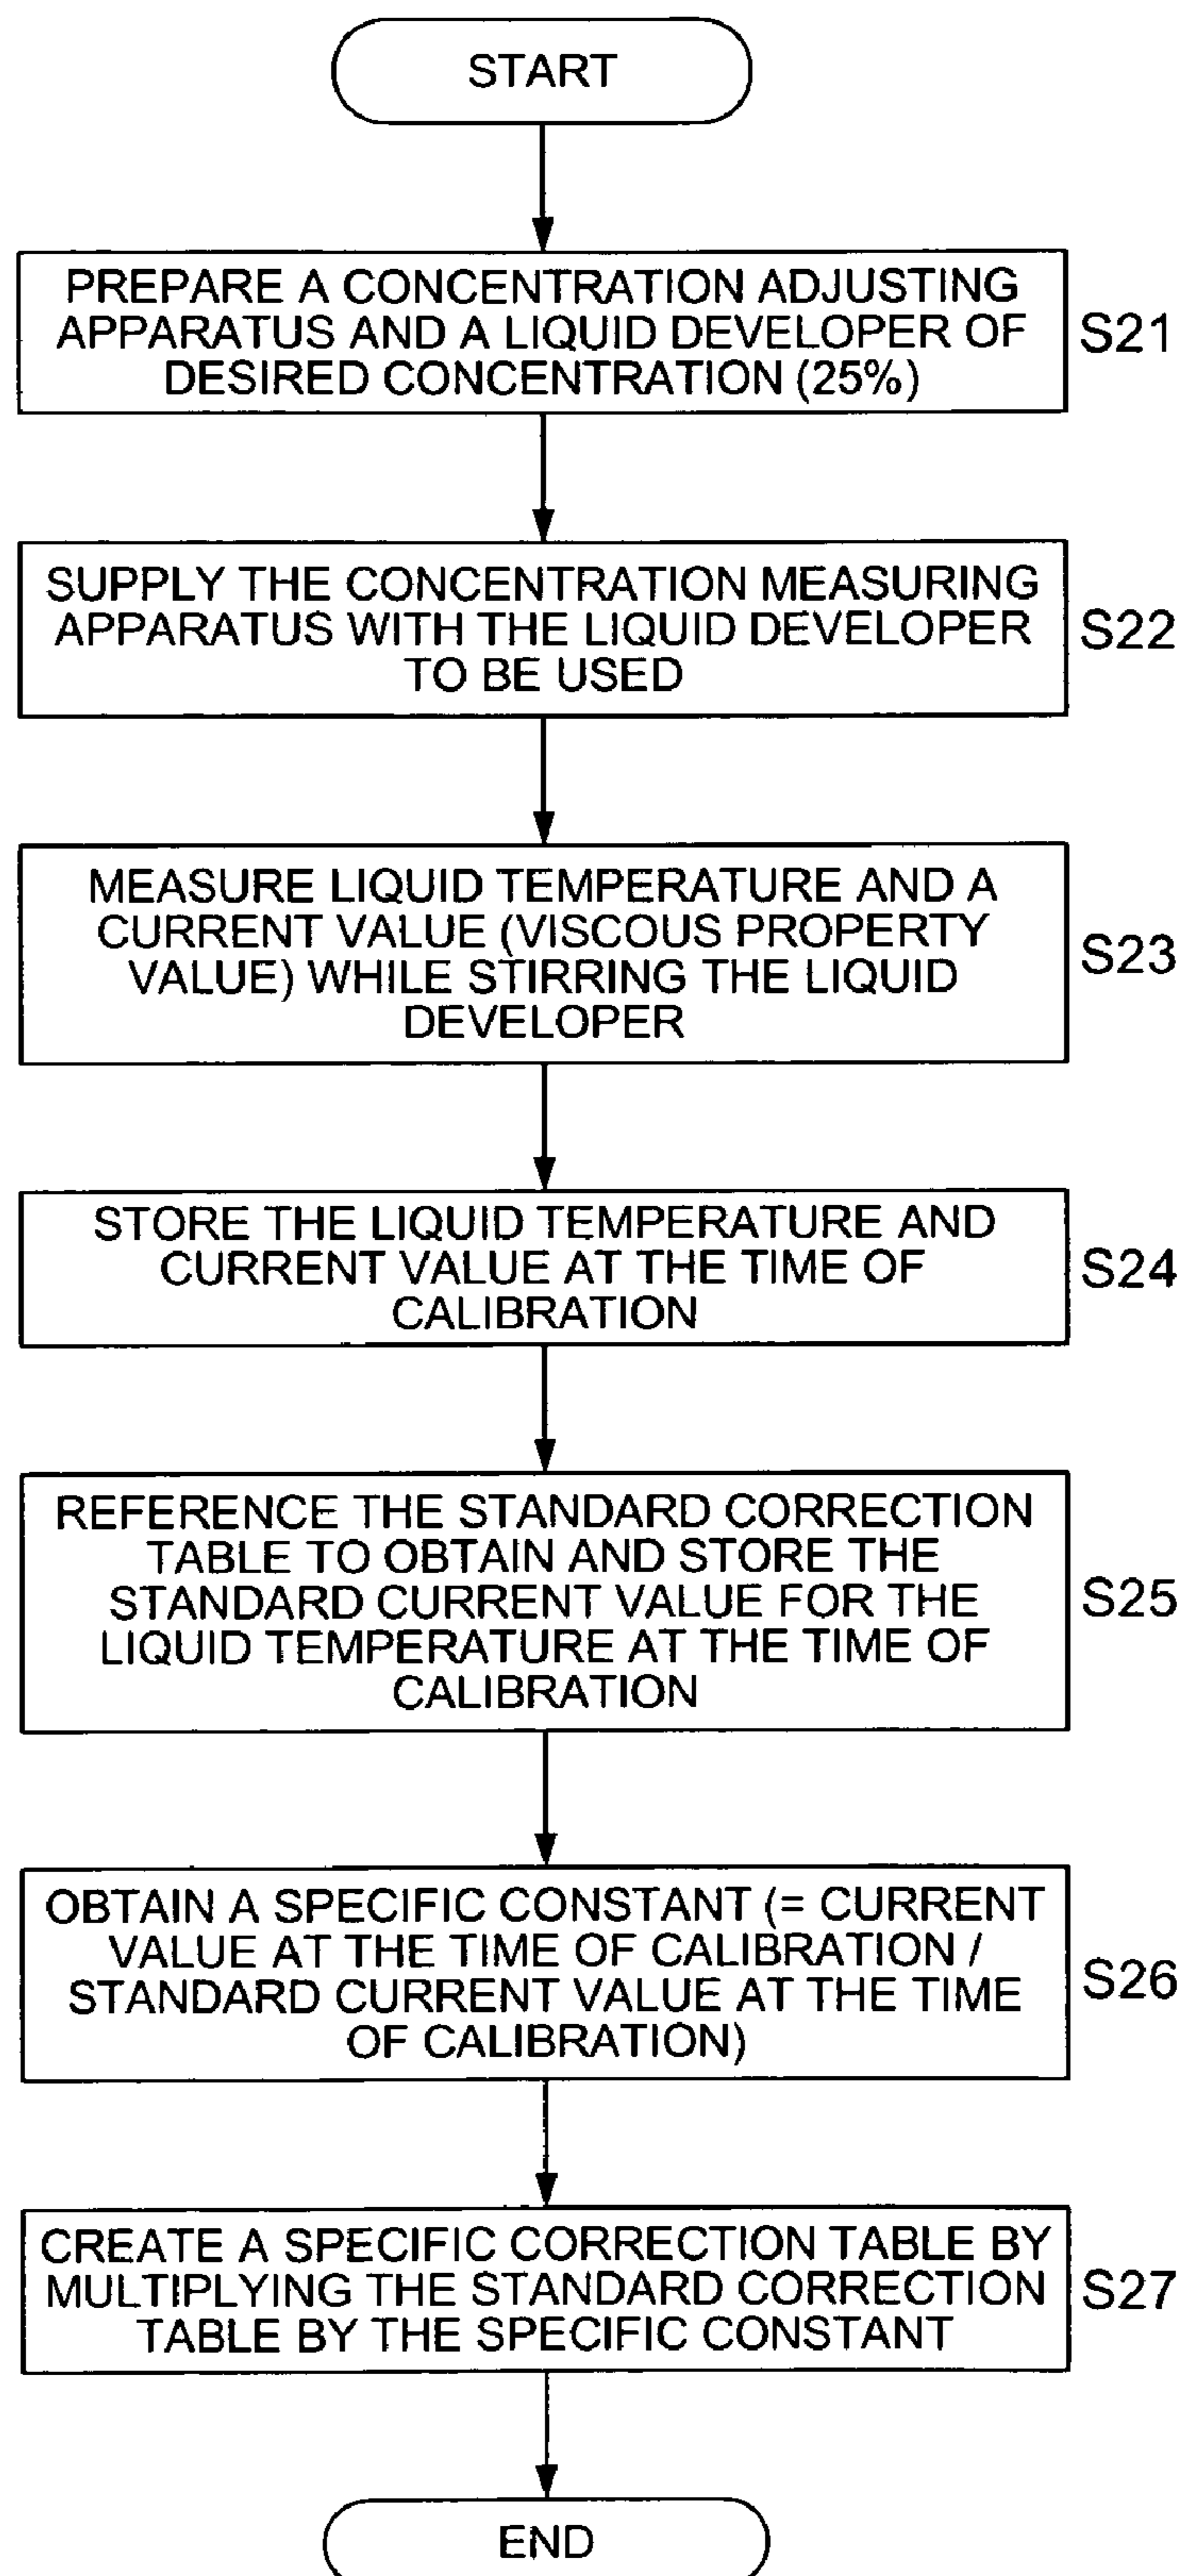 START
PREPARE A CONCENTRATION ADJUSTING
APPARATUS AND A LIQUID DEVELOPER OF
DESIRED CONCENTRATION (25%)
S21
SUPPLY THE CONCENTRATION MEASURING
APPARATUS WITH THE LIQUID DEVELOPER
TO BE USED
S22
MEASURE LIQUID TEMPERATURE AND A
CURRENT VALUE (VISCOUS PROPERTY
VALUE) WHILE STIRRING THE LIQUID
DEVELOPER
S23
STORE THE LIQUID TEMPERATURE AND
CURRENT VALUE AT THE TIME OF
CALIBRATION
S24
REFERENCE THE STANDARD CORRECTION
TABLE TO OBTAIN AND STORE THE
STANDARD CURRENT VALUE FOR THE
LIQUID TEMPERATURE AT THE TIME OF
CALIBRATION
S25
OBTAIN A SPECIFIC CONSTANT (= CURRENT
VALUE AT THE TIME OF CALIBRATION /
STANDARD CURRENT VALUE AT THE TIME
OF CALIBRATION)
S26
CREATE A SPECIFIC CORRECTION TABLE BY
MULTIPLYING THE STANDARD CORRECTION
TABLE BY THE SPECIFIC CONSTANT
S27
END